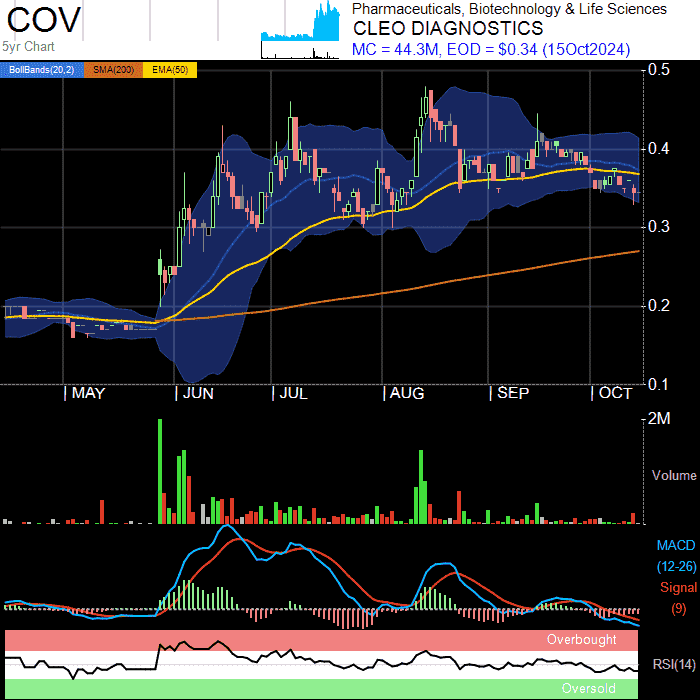 COV
5yr Chart
Pharmaceuticals, Biotechnology & Life Sciences
CLEO DIAGNOSTICS
MC = 44.3M, EOD = $0.34 (15Oct2024)
BollBands(20,2) SMA(200) EMA(50)
0.5
0.4
0.3
0.2
0.1
MAY JUN JUL AUG SEP OCT
2M
Volume
MACD
(12-26)
Signal
(9)
Overbought
RSI(14)
Oversold